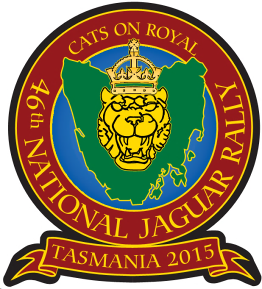 CATS ON ROYAL
46th NATIONAL JAGUAR RALLY
TASMANIA 2015